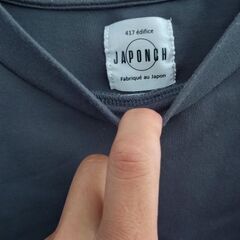 417 édifice
JAPONCH
Fabriqué au Japon